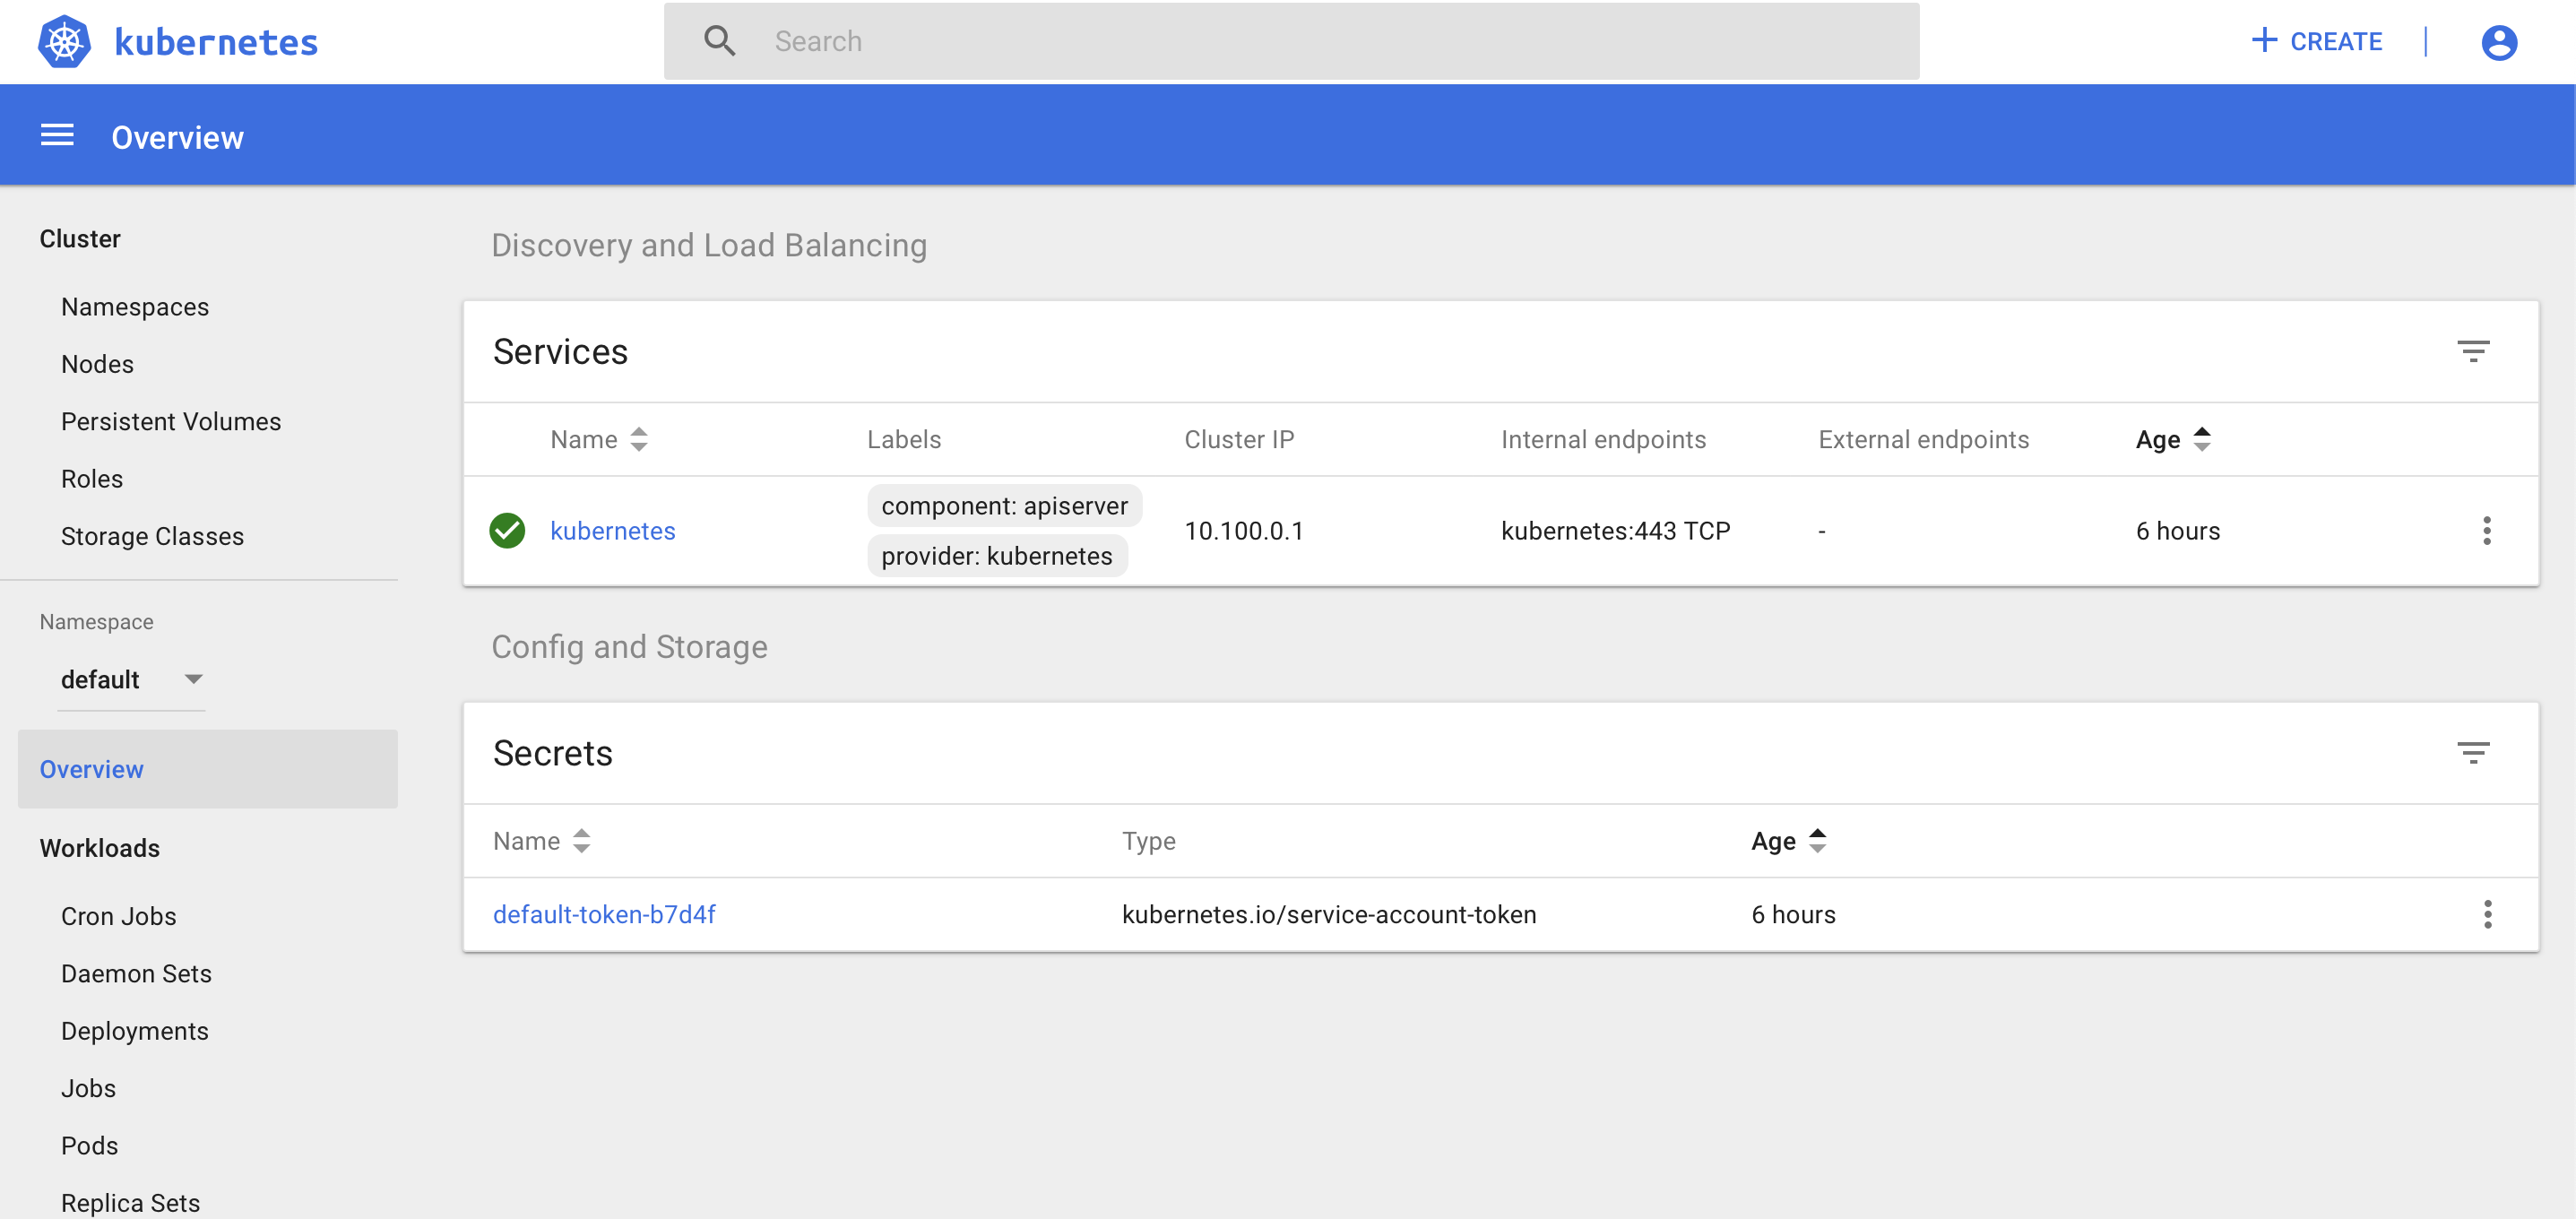 kubernetes
Search
CREATE
Overview
Cluster
Namespaces
Nodes
Persistent Volumes
Roles
Storage Classes
Namespace
default
Overview
Workloads
Cron Jobs
Daemon Sets
Deployments
Jobs
Pods
Replica Sets
Discovery and Load Balancing
Services
Name Labels Cluster IP Internal endpoints External endpoints Age
kubernetes component: apiserver 10.100.0.1 kubernetes:443 TCP - 6 hours
provider: kubernetes
Config and Storage
Secrets
Name Type Age
default-token-b7d4f kubernetes.io/service-account-token 6 hours